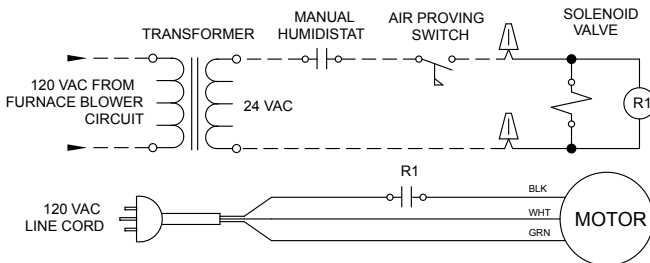 TRANSFORMER
MANUAL
HUMIDISTAT
AIR PROVING
SWITCH
SOLENOID
VALVE
120 VAC FROM
FURNACE BLOWER
CIRCUIT
24 VAC
R1
R1
120 VAC
LINE CORD
BLK
WHT
GRN
MOTOR